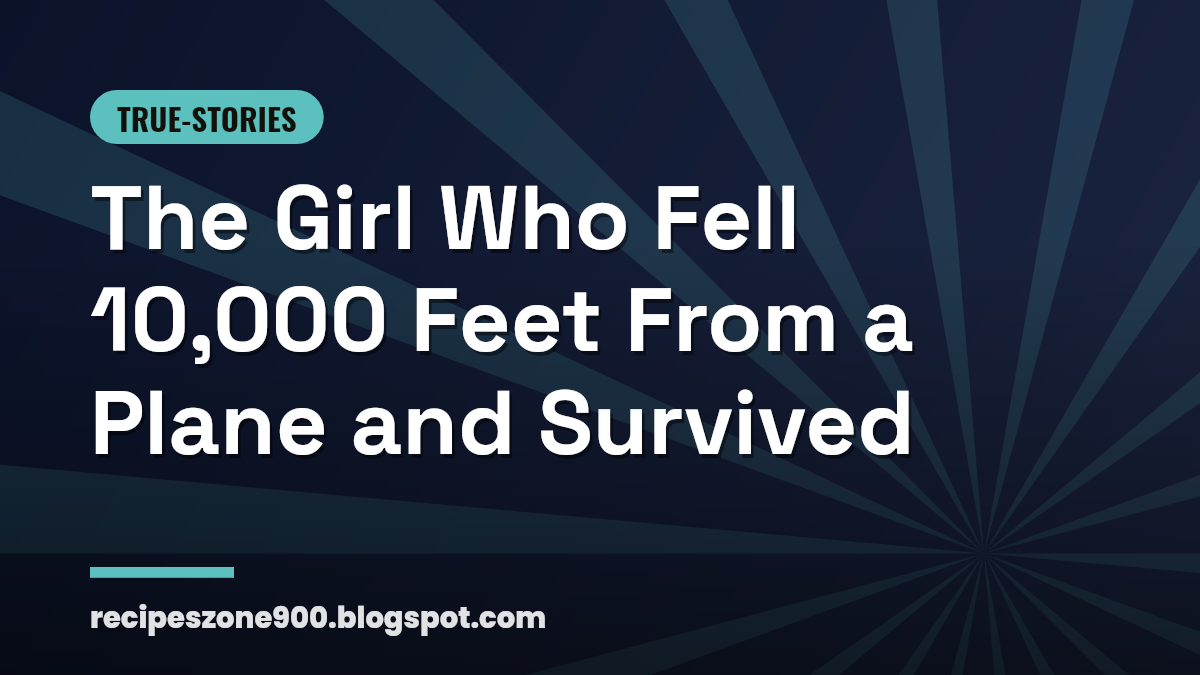 TRUE-STORIES
The Girl Who Fell
10,000 Feet From a
Plane and Survived
recipeszone900.blogspot.com